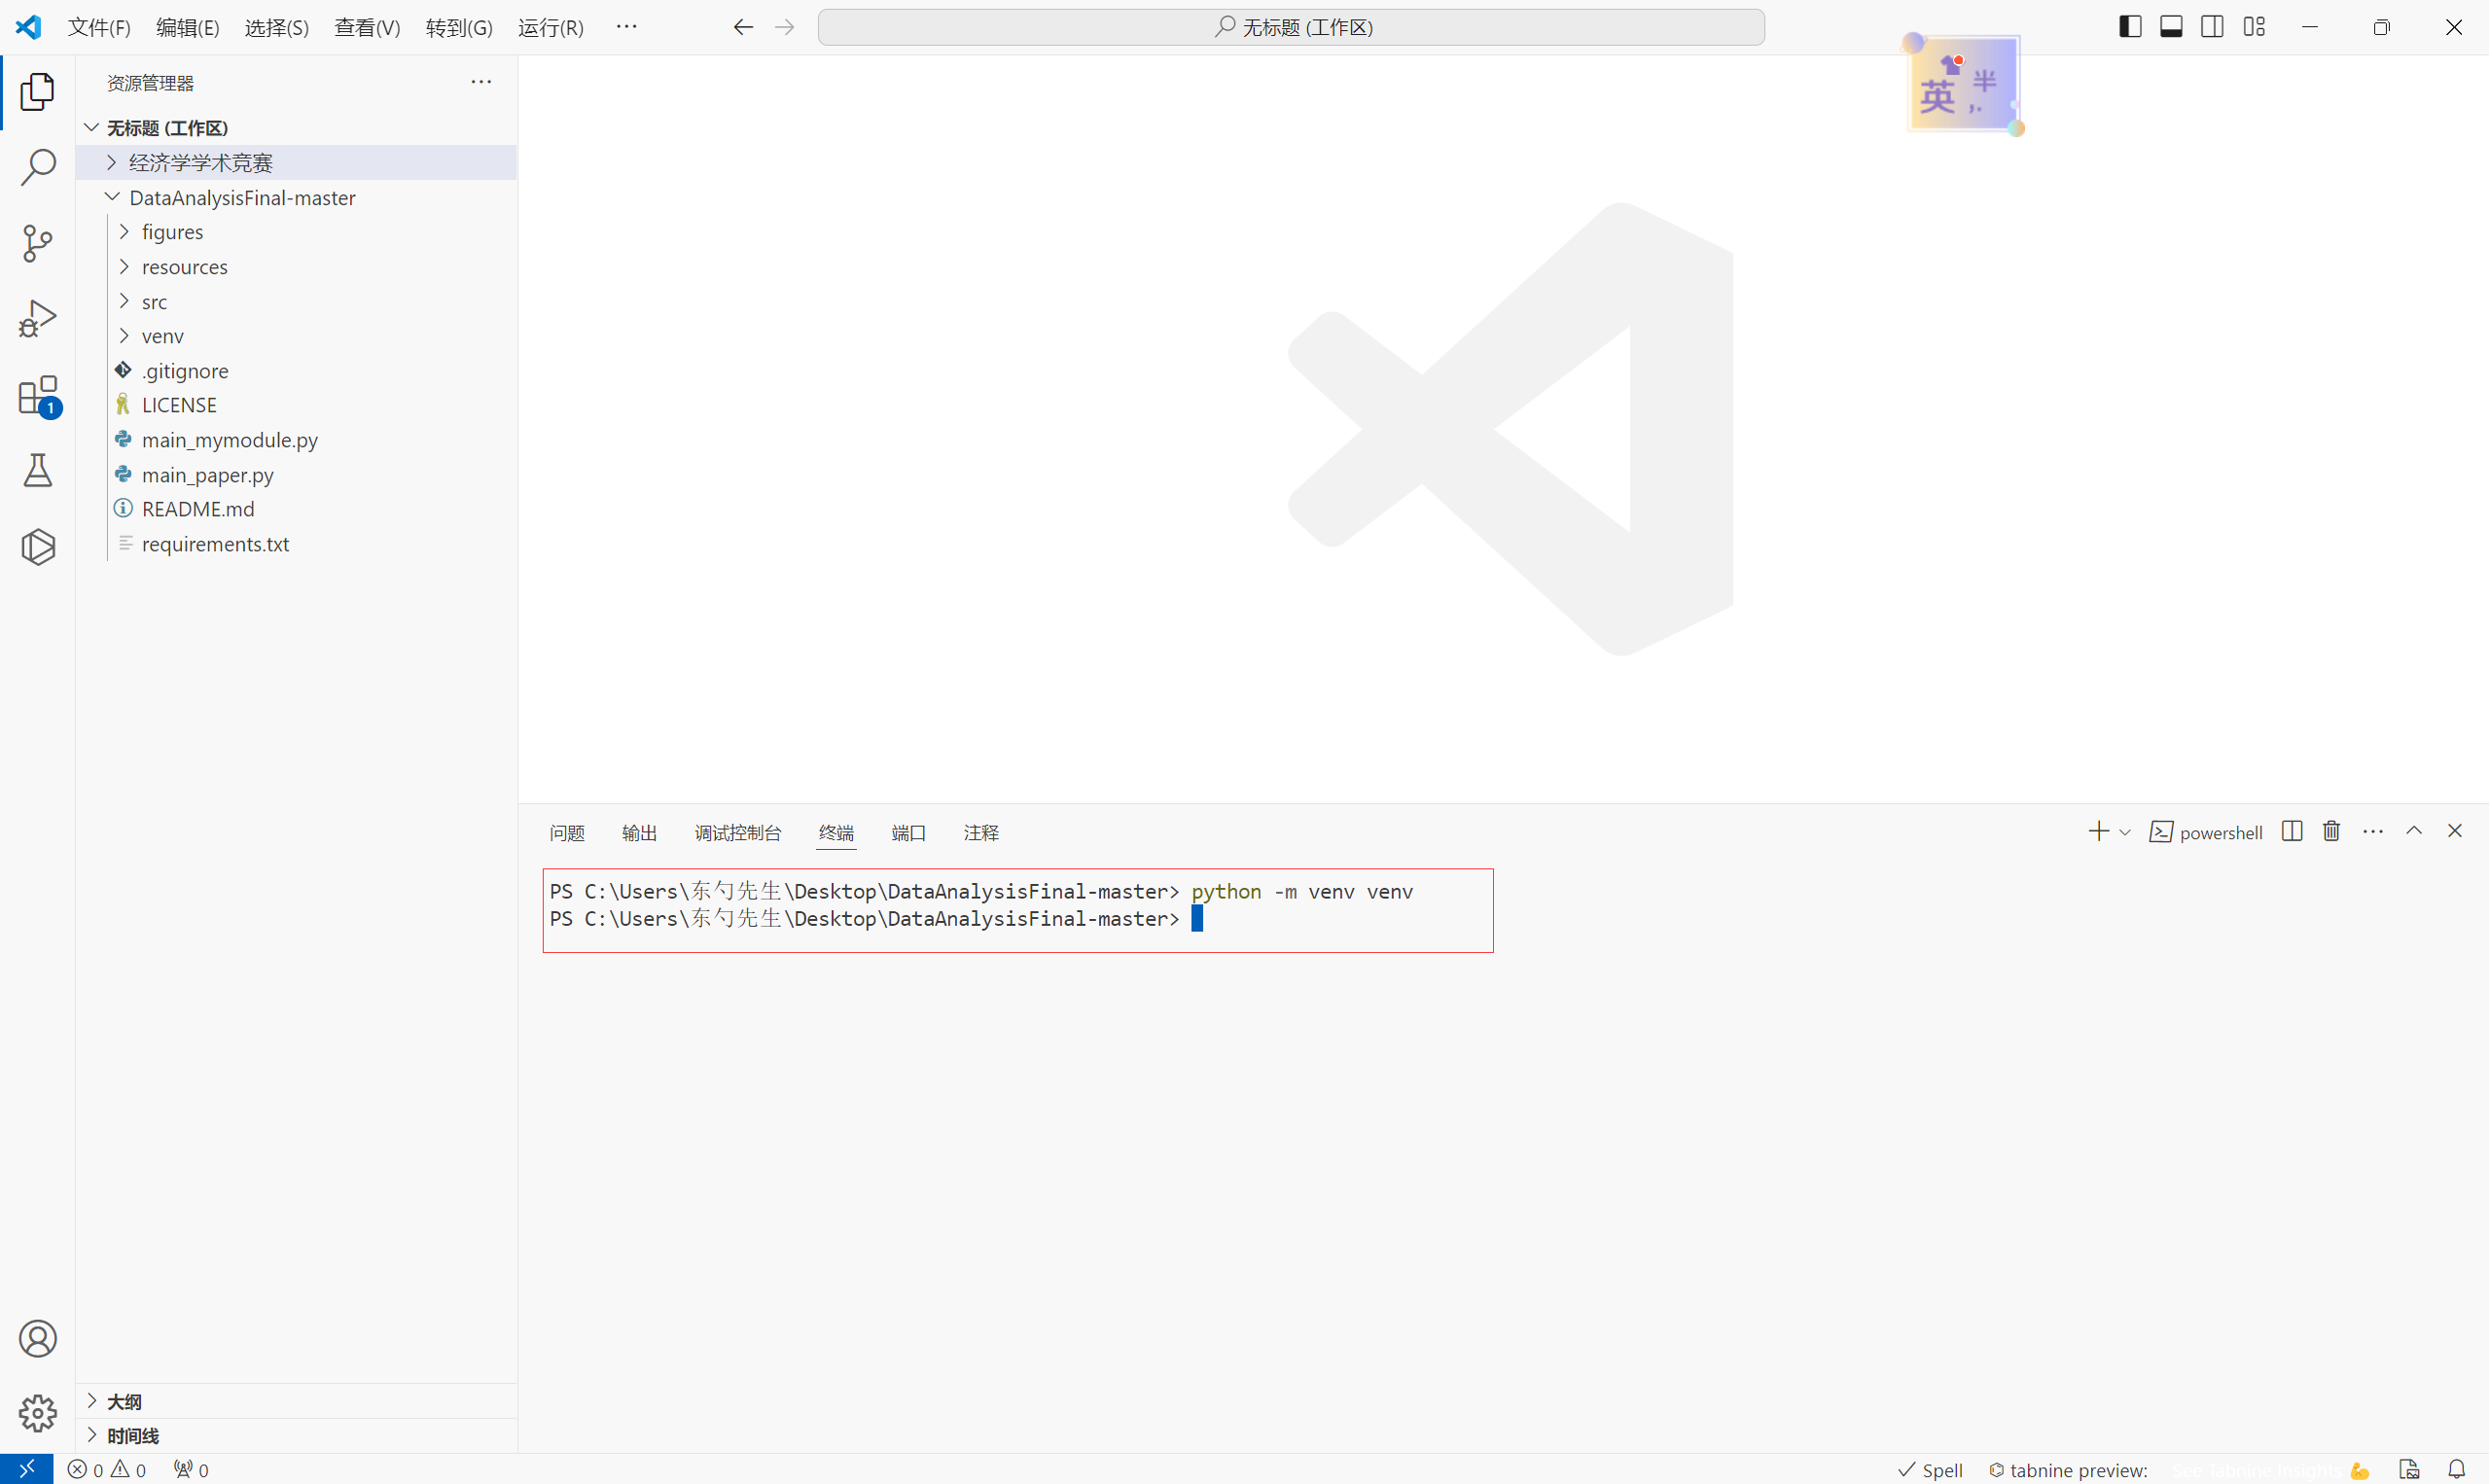 文件(F) 编辑(E) 选择(S) 查看(V) 转到(G) 运行(R) ··· 无标题 (工作区)
英 半 ,.
资源管理器 ···
无标题 (工作区)
经济学学术竞赛
DataAnalysisFinal-master
figures
resources
src
venv
.gitignore
LICENSE
1
main_mymodule.py
main_paper.py
README.md
requirements.txt
问题 输出 调试控制台 终端 端口 注释 powershell ···
PS C:\Users\东勺先生\Desktop\DataAnalysisFinal-master> python -m venv venv
PS C:\Users\东勺先生\Desktop\DataAnalysisFinal-master>
大纲
时间线
0 0 0 Spell tabnine preview: See Tabnine Insights